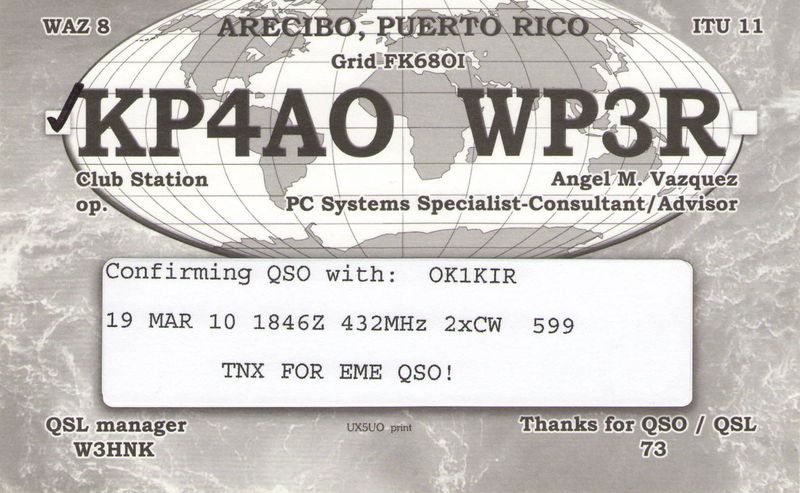 WAZ 8
ARECIBO, PUERTO RICO
ITU 11
Grid FK68OI
KP4AO WP3R
Club Station
Angel M. Vazquez
op.
PC Systems Specialist-Consultant/Advisor
Confirming QSO with: OK1KIR
19 MAR 10 1846Z 432MHz 2xCW 599
TNX FOR EME QSO!
QSL manager
W3HNK
UX5UO print
Thanks for QSO / QSL
73